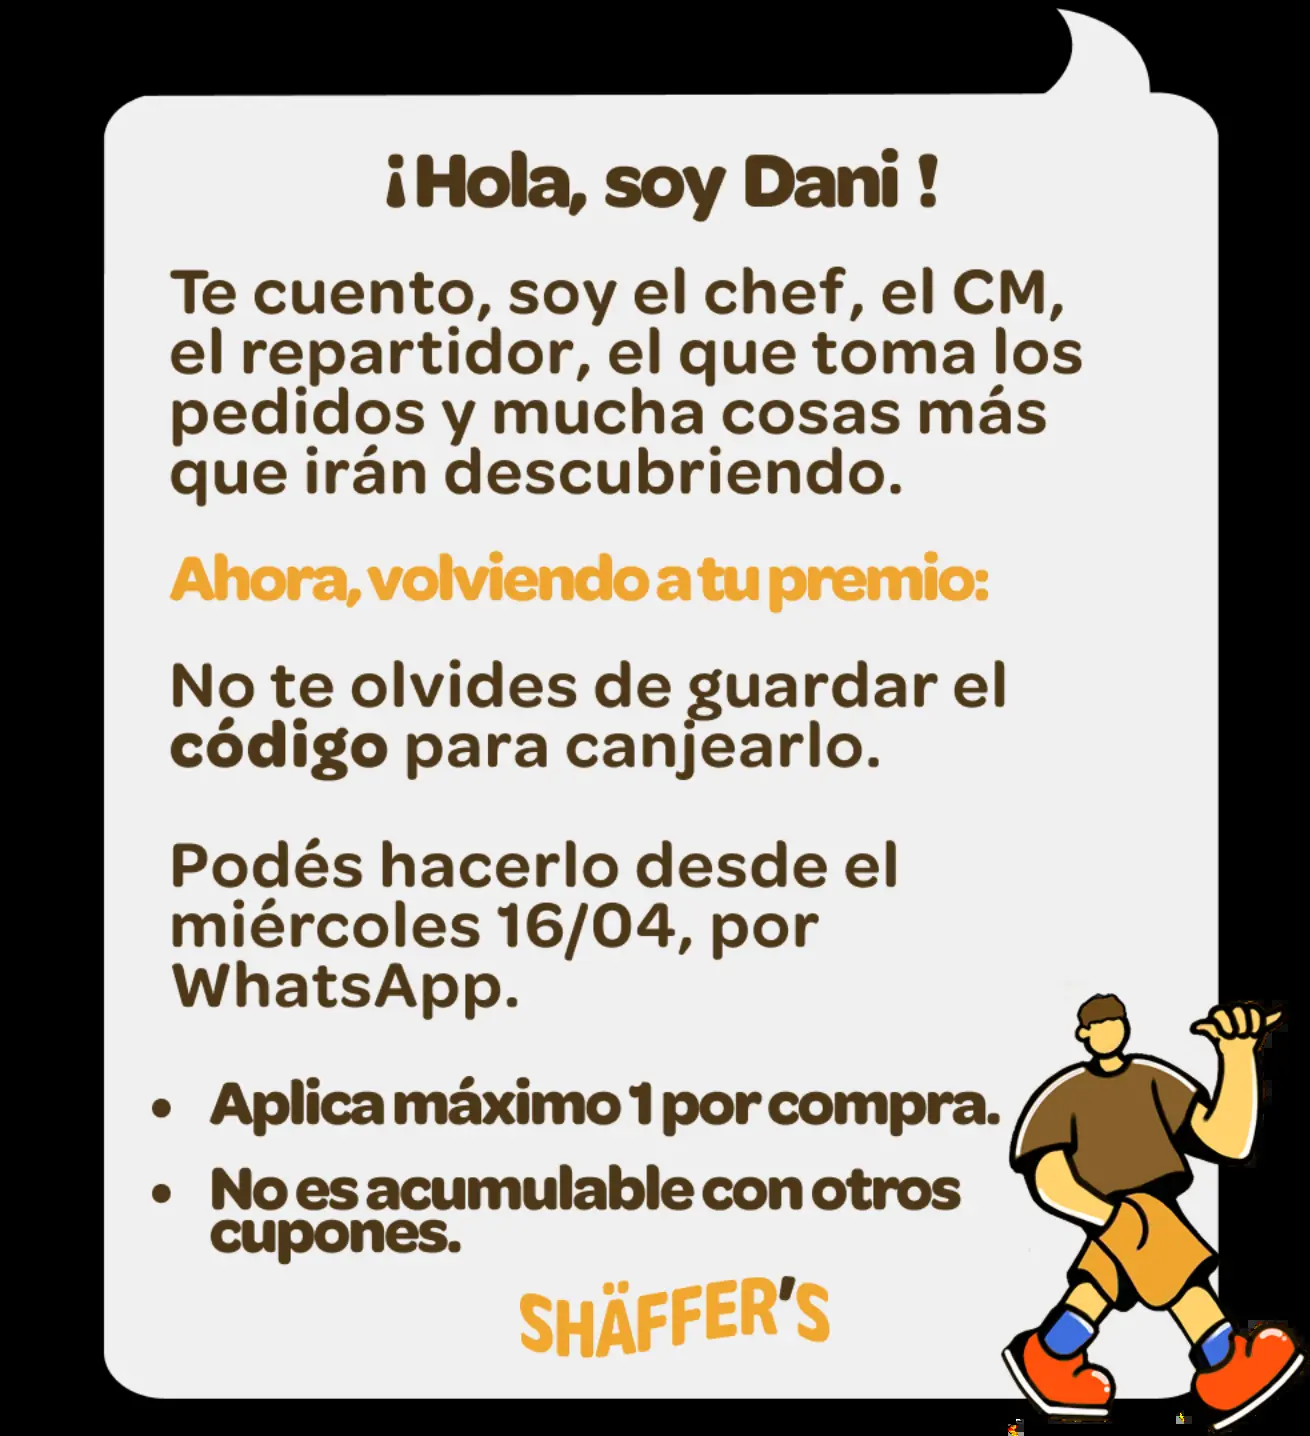 ¡Hola, soy Dani !
Te cuento, soy el chef, el CM,
el repartidor, el que toma los
pedidos y mucha cosas más
que irán descubriendo.
Ahora, volviendo a tu premio:
No te olvides de guardar el
código para canjearlo.
Podés hacerlo desde el
miércoles 16/04, por
WhatsApp.
• Aplica máximo 1 por compra.
• No es acumulable con otros
cupones.
SHÄFFER'S